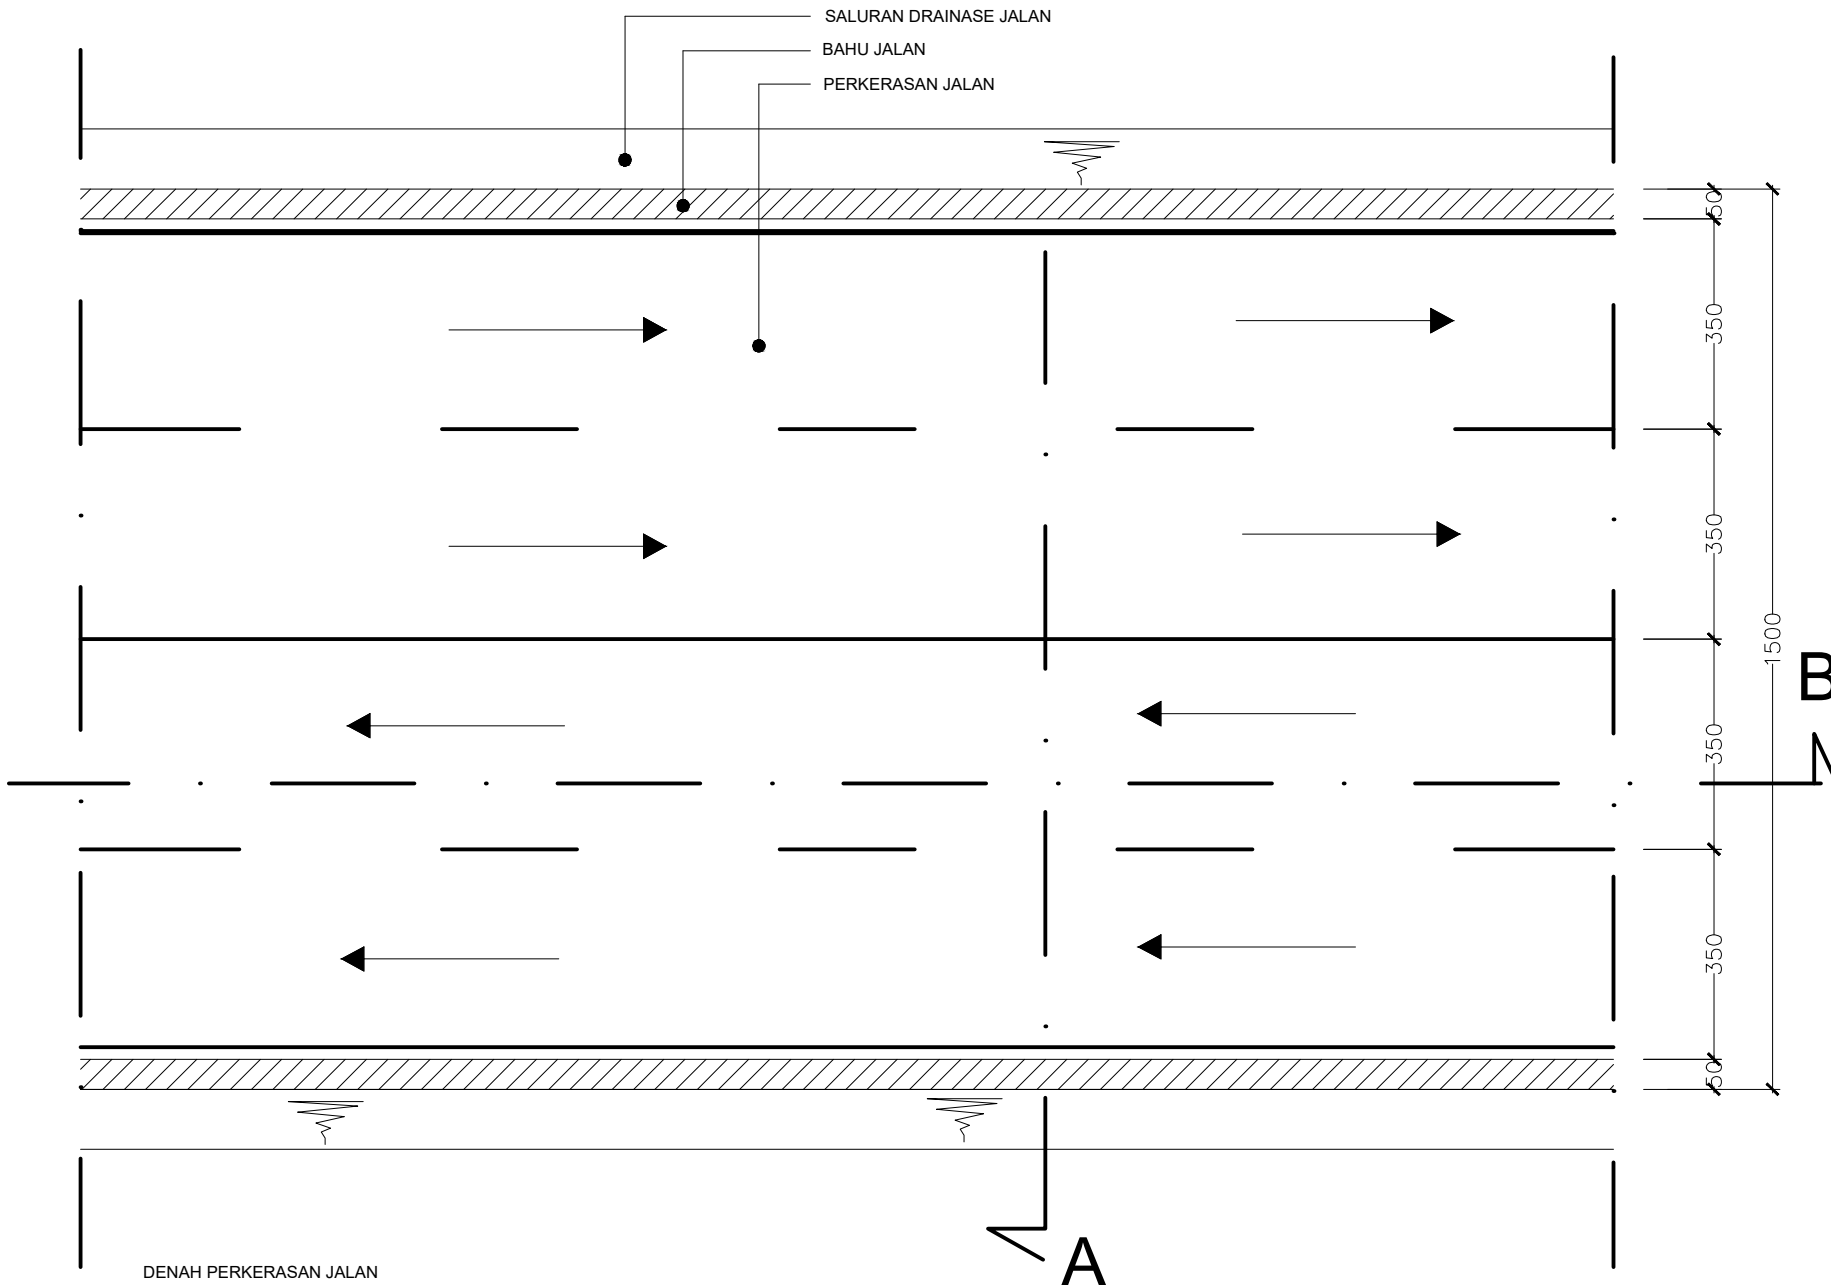 SALURAN DRAINASE JALAN
BAHU JALAN
PERKERASAN JALAN
50
350
350
1500
B
350
350
50
A
DENAH PERKERASAN JALAN